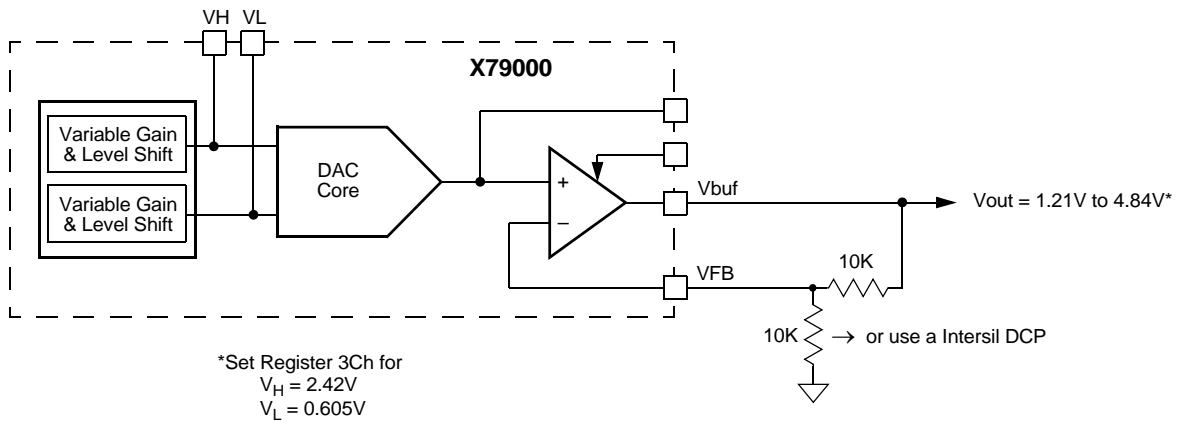 VH VL
X79000
Variable Gain
& Level Shift
Variable Gain
& Level Shift
DAC
Core
+
–
Vbuf
Vout = 1.21V to 4.84V*
VFB
10K
10K → or use a Intersil DCP
*Set Register 3Ch for
VH = 2.42V
VL = 0.605V